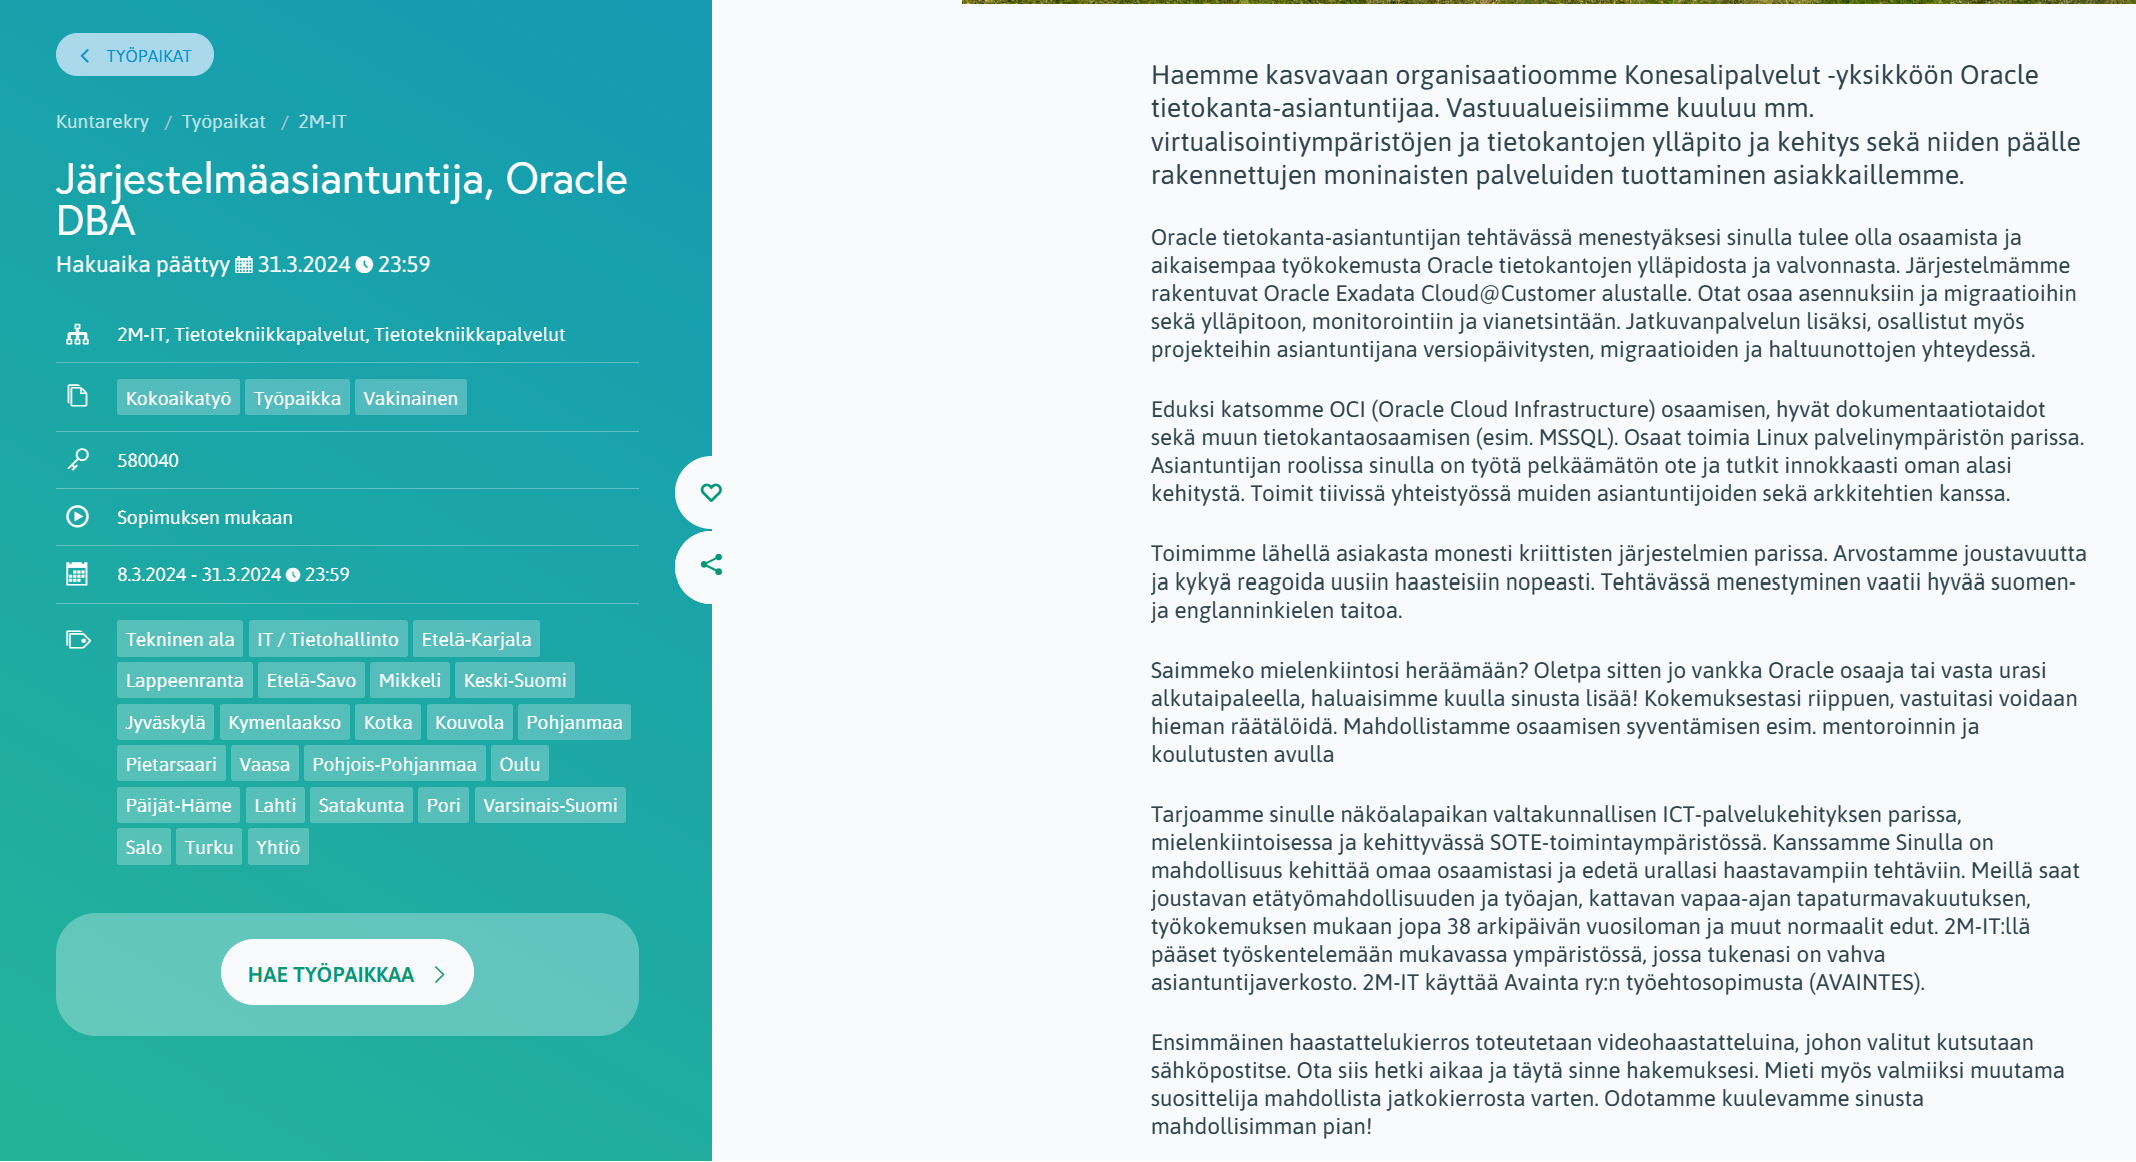 TYÖPAIKAT
Kuntarekry / Työpaikat / 2M-IT
Järjestelmäasiantuntija, Oracle
DBA
Hakuaika päättyy 31.3.2024 23:59
2M-IT, Tietotekniikkapalvelut, Tietotekniikkapalvelut
Kokoaikatyö Työpaikka Vakinainen
580040
Sopimuksen mukaan
8.3.2024 - 31.3.2024 23:59
Tekninen ala IT / Tietohallinto Etelä-Karjala
Lappeenranta Etelä-Savo Mikkeli Keski-Suomi
Jyväskylä Kymenlaakso Kotka Kouvola Pohjanmaa
Pietarsaari Vaasa Pohjois-Pohjanmaa Oulu
Päijät-Häme Lahti Satakunta Pori Varsinais-Suomi
Salo Turku Yhtiö
HAE TYÖPAIKKAA
Haemme kasvavaan organisaatioomme Konesalipalvelut -yksikköön Oracle
tietokanta-asiantuntijaa. Vastuualueisiimme kuuluu mm.
virtualisointiympäristöjen ja tietokantojen ylläpito ja kehitys sekä niiden päälle
rakennettujen moninaisten palveluiden tuottaminen asiakkaillemme.
Oracle tietokanta-asiantuntijan tehtävässä menestyäksesi sinulla tulee olla osaamista ja
aikaisempaa työkokemusta Oracle tietokantojen ylläpidosta ja valvonnasta. Järjestelmämme
rakentuvat Oracle Exadata Cloud@Customer alustalle. Otat osaa asennuksiin ja migraatioihin
sekä ylläpitoon, monitorointiin ja vianetsintään. Jatkuvanpalvelun lisäksi, osallistut myös
projekteihin asiantuntijana versiopäivitysten, migraatioiden ja haltuunottojen yhteydessä.
Eduksi katsomme OCI (Oracle Cloud Infrastructure) osaamisen, hyvät dokumentaatiotaidot
sekä muun tietokantaosaamisen (esim. MSSQL). Osaat toimia Linux palvelinympäristön parissa.
Asiantuntijan roolissa sinulla on työtä pelkäämätön ote ja tutkit innokkaasti oman alasi
kehitystä. Toimit tiivissä yhteistyössä muiden asiantuntijoiden sekä arkkitehtien kanssa.
Toimimme lähellä asiakasta monesti kriittisten järjestelmien parissa. Arvostamme joustavuutta
ja kykyä reagoida uusiin haasteisiin nopeasti. Tehtävässä menestyminen vaatii hyvää suomen-
ja englanninkielen taitoa.
Saimmeko mielenkiintosi heräämään? Oletpa sitten jo vankka Oracle osaaja tai vasta urasi
alkutaipaleella, haluaisimme kuulla sinusta lisää! Kokemuksestasi riippuen, vastuitasi voidaan
hieman räätälöidä. Mahdollistamme osaamisen syventämisen esim. mentoroinnin ja
koulutusten avulla
Tarjoamme sinulle näköalapaikan valtakunnallisen ICT-palvelukehityksen parissa,
mielenkiintoisessa ja kehittyvässä SOTE-toimintaympäristössä. Kanssamme Sinulla on
mahdollisuus kehittää omaa osaamistasi ja edetä urallasi haastavampiin tehtäviin. Meillä saat
joustavan etätyömahdollisuuden ja työajan, kattavan vapaa-ajan tapaturmavakuutuksen,
työkokemuksen mukaan jopa 38 arkipäivän vuosiloman ja muut normaalit edut. 2M-IT:llä
pääset työskentelemään mukavassa ympäristössä, jossa tukenasi on vahva
asiantuntijaverkosto. 2M-IT käyttää Avainta ry:n työehtosopimusta (AVAINTES).
Ensimmäinen haastattelukierros toteutetaan videohaastatteluina, johon valitut kutsutaan
sähköpostitse. Ota siis hetki aikaa ja täytä sinne hakemuksesi. Mieti myös valmiiksi muutama
suosittelija mahdollista jatkokierrosta varten. Odotamme kuulevamme sinusta
mahdollisimman pian!